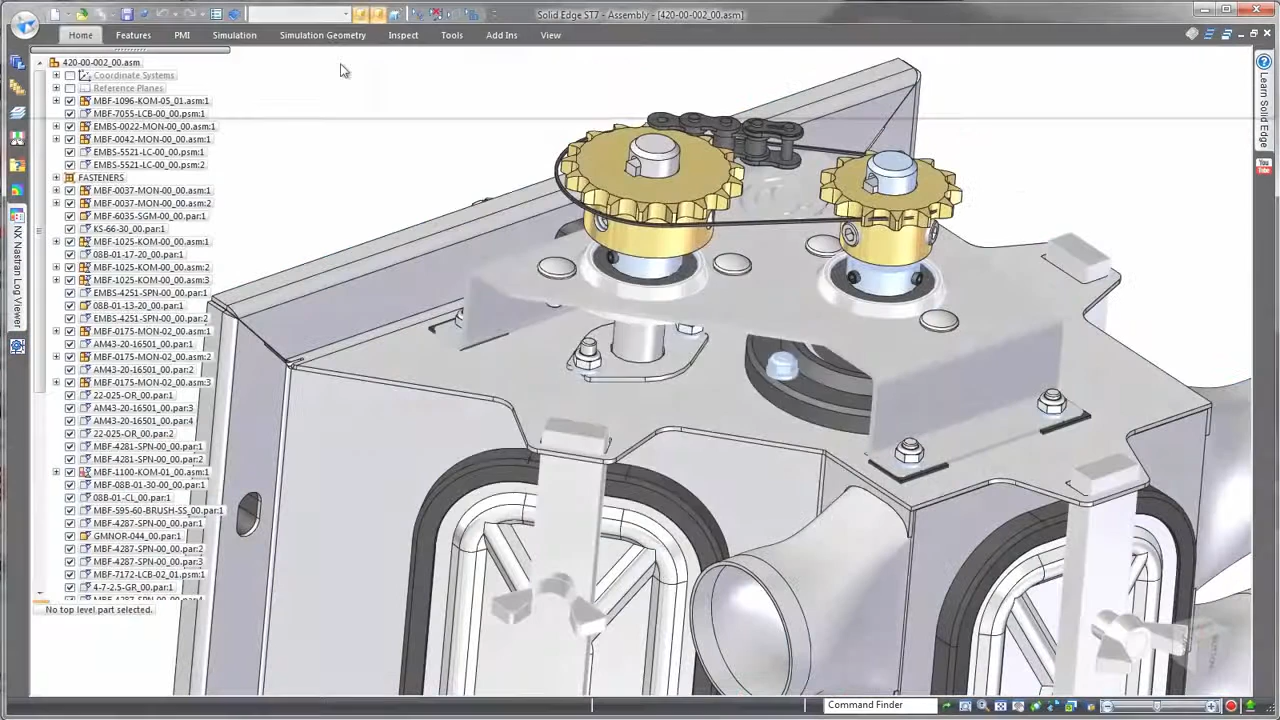 Solid Edge ST7 - Assembly - [420-00-002_00.asm]
Home Features PMI Simulation Simulation Geometry Inspect Tools Add Ins View
420-00-002_00.asm
Coordinate Systems
Reference Planes
MBF-1096-KOM-05_01.asm:1
MBF-7055-LCB-00_00.psm:1
EMBS-0022-MON-00_00.asm:1
MBF-0042-MON-00_00.asm:1
EMBS-5521-LC-00_00.psm:1
EMBS-5521-LC-00_00.psm:2
FASTENERS
MBF-0037-MON-00_00.asm:1
MBF-0037-MON-00_00.asm:2
MBF-6035-SGM-00_00.par:1
KS-66-30_00.par:1
MBF-1025-KOM-00_00.asm:1
08B-01-17-20_00.par:1
MBF-1025-KOM-00_00.asm:2
MBF-1025-KOM-00_00.asm:3
EMBS-4251-SPN-00_00.par:1
08B-01-13-20_00.par:1
EMBS-4251-SPN-00_00.par:2
MBF-0175-MON-02_00.asm:1
AM43-20-16501_00.par:1
MBF-0175-MON-02_00.asm:2
AM43-20-16501_00.par:2
MBF-0175-MON-02_00.asm:3
22-025-OR_00.par:1
AM43-20-16501_00.par:3
AM43-20-16501_00.par:4
22-025-OR_00.par:2
MBF-4281-SPN-00_00.par:1
MBF-4281-SPN-00_00.par:2
MBF-1100-KOM-01_00.asm:1
MBF-08B-01-30-00_00.par:1
08B-01-CL_00.par:1
MBF-595-60-BRUSH-SS_00.par:1
MBF-4287-SPN-00_00.par:1
GMNOR-044_00.par:1
MBF-4287-SPN-00_00.par:2
MBF-4287-SPN-00_00.par:3
MBF-7172-LCB-02_01.psm:1
4-7-2.5-GR_00.par:1
No top level part selected.
NX Nastran Log Viewer
Learn Solid Edge
You
Tube
Command Finder